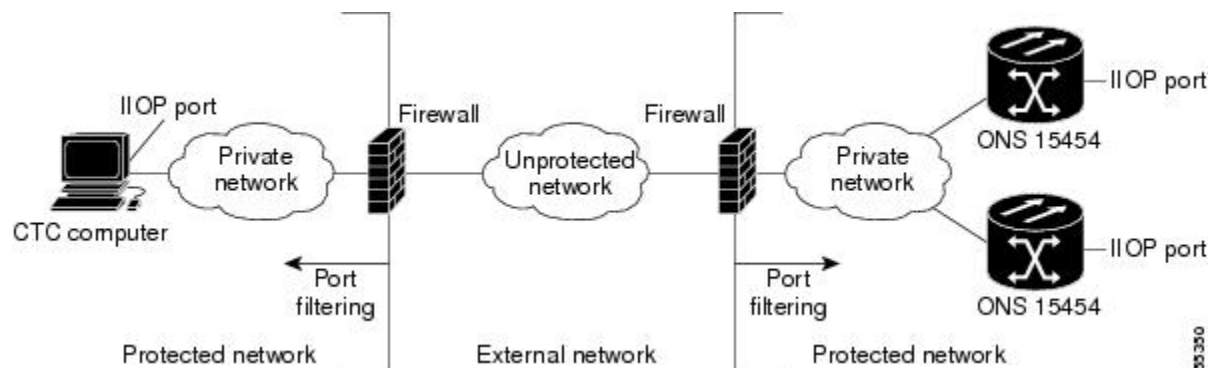 IIOP port
Private
network
CTC computer
Firewall
Port
filtering
Protected network
Unprotected
network
External network
Firewall
Private
network
Port
filtering
Protected network
IIOP port
ONS 15454
IIOP port
ONS 15454
55350